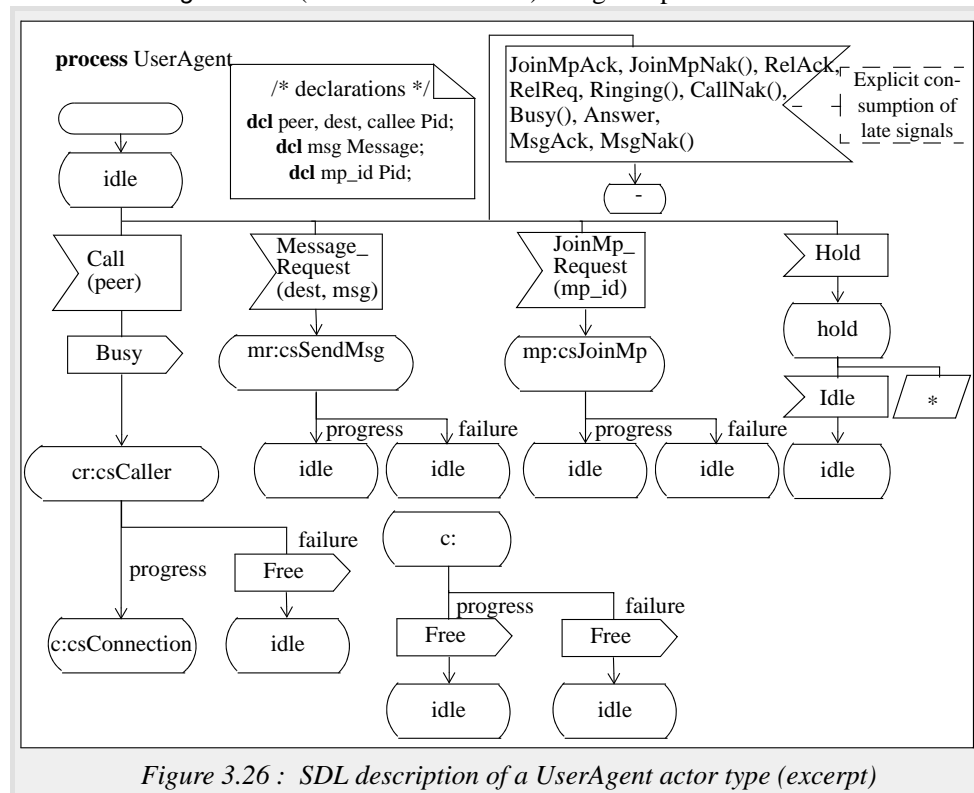 process UserAgent
/* declarations */
dcl peer, dest, callee Pid;
dcl msg Message;
dcl mp_id Pid;
JoinMpAck, JoinMpNak(), RelAck,
RelReq, Ringing(), CallNak(),
Busy(), Answer,
MsgAck, MsgNak()
Explicit con-
sumption of
late signals
-
idle
Call
(peer)
Message_
Request
(dest, msg)
JoinMp_
Request
(mp_id)
Hold
Busy
mr:csSendMsg
mp:csJoinMp
hold
Idle
*
progress
failure
progress
failure
cr:csCaller
idle
idle
idle
idle
idle
progress
failure
Free
c:
c:csConnection
idle
progress
failure
Free
Free
idle
idle
Figure 3.26 : SDL description of a UserAgent actor type (excerpt)